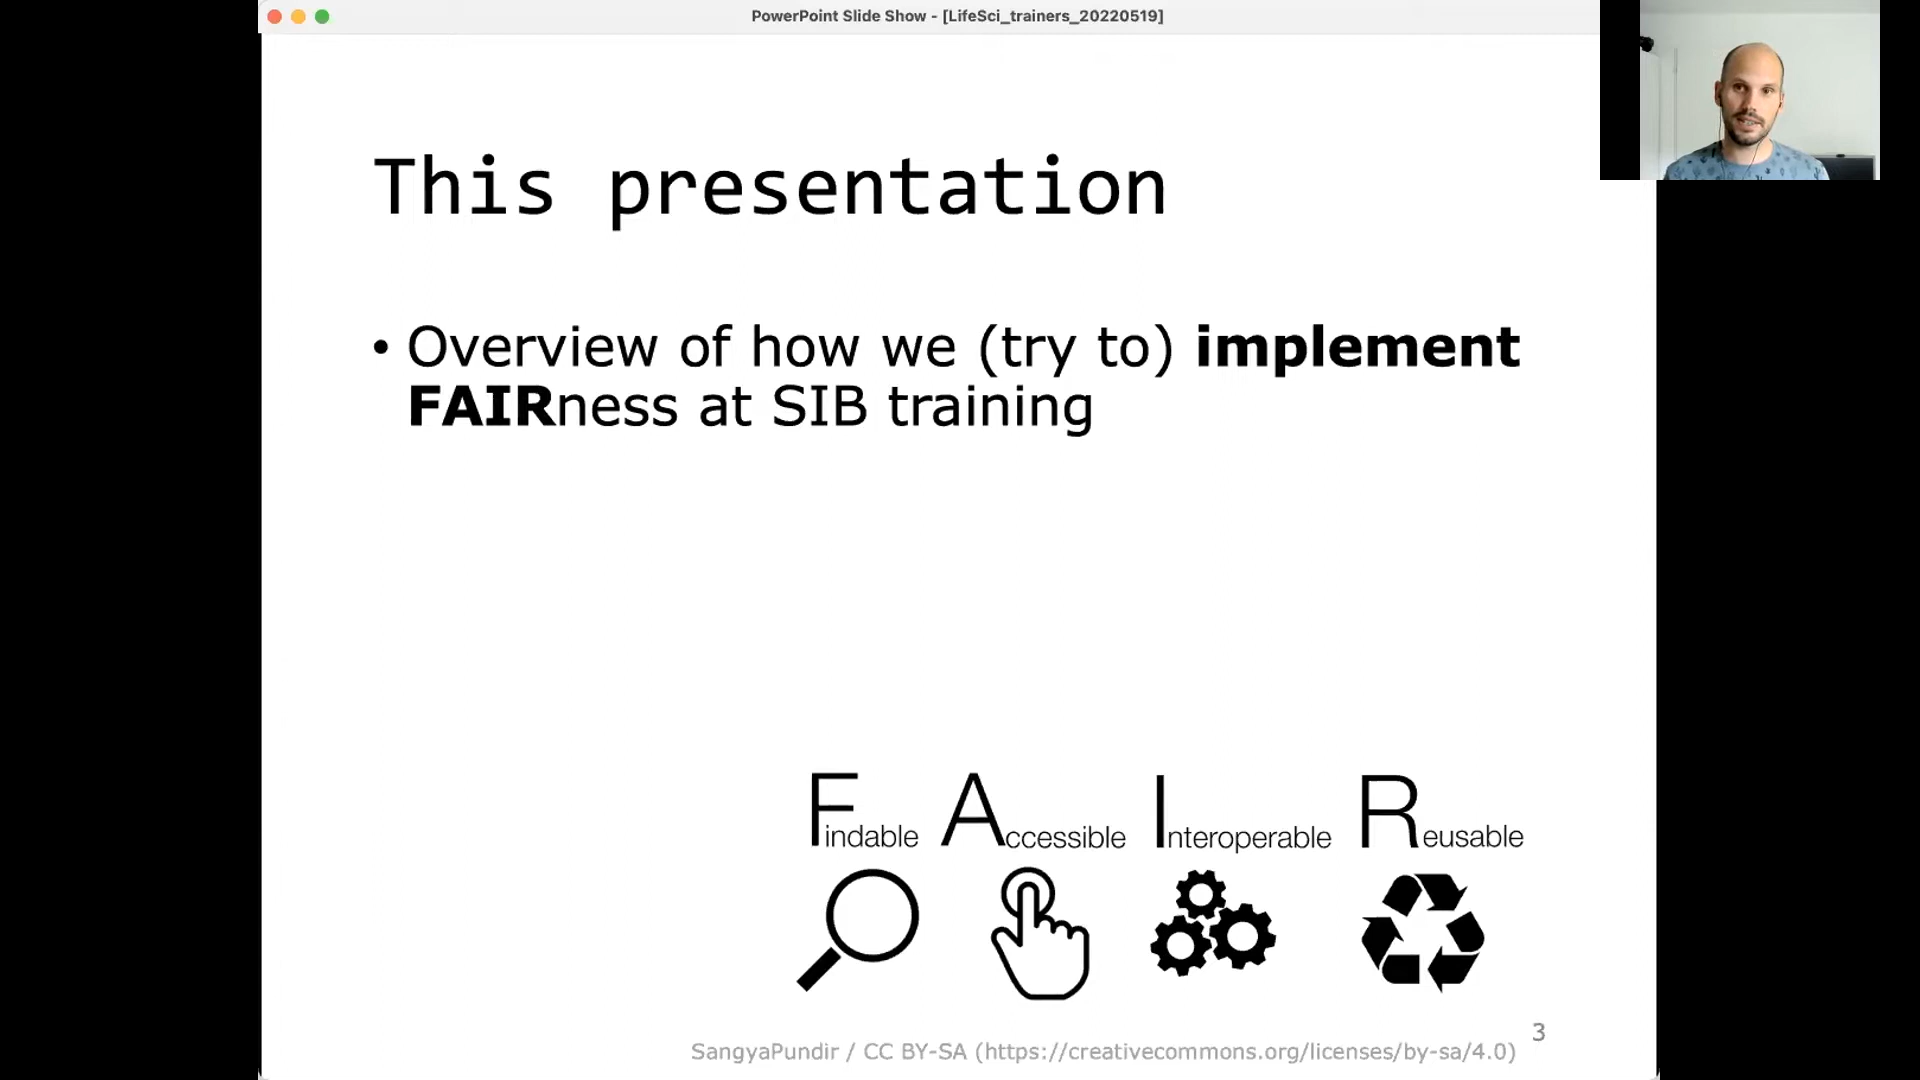 PowerPoint Slide Show - [LifeSci_trainers_20220519]
This presentation
• Overview of how we (try to) implement
FAIRness at SIB training
Findable Accessible Interoperable Reusable
3
SangyaPundir / CC BY-SA (https://creativecommons.org/licenses/by-sa/4.0)